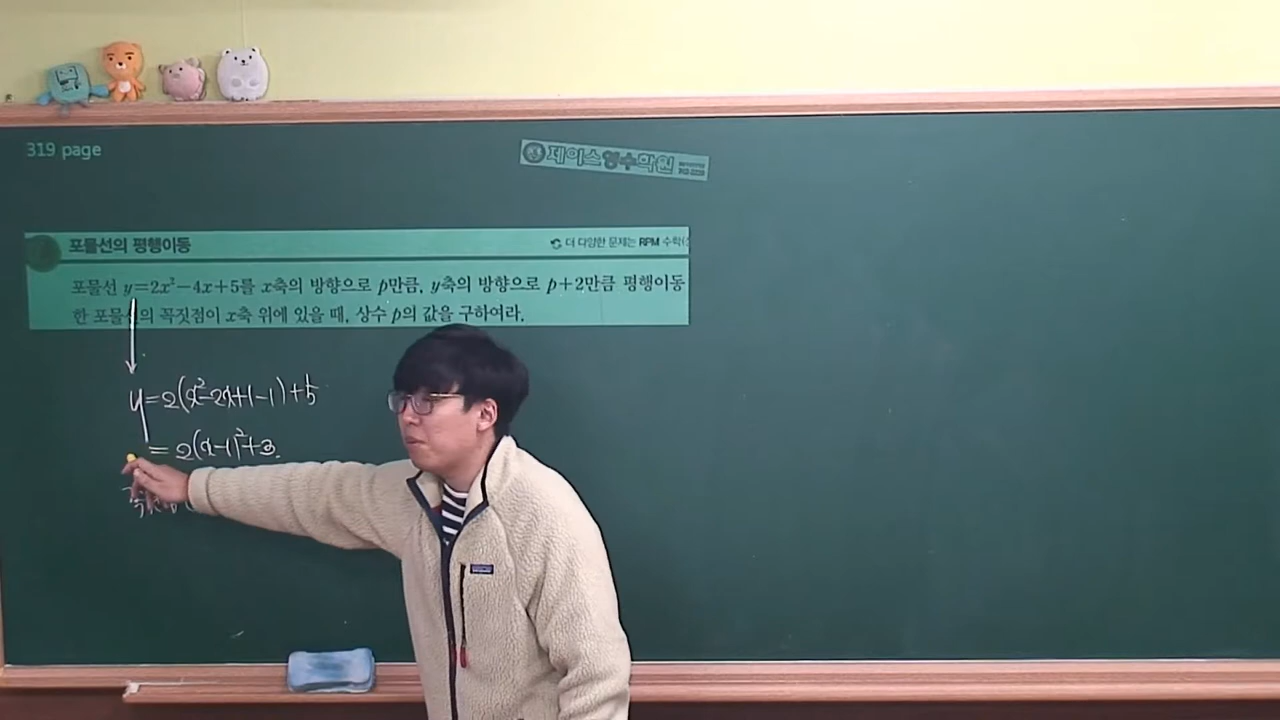 319 page
제이스영수학원
포물선의 평행이동
더 다양한 문제는 RPM 수학(
포물선 y=2x²-4x+5를 x축의 방향으로 p만큼, y축의 방향으로 p+2만큼 평행이동
한 포물선의 꼭짓점이 x축 위에 있을 때, 상수 p의 값을 구하여라.
y=2(x²-2x+1-1)+5
=2(x-1)²+3.